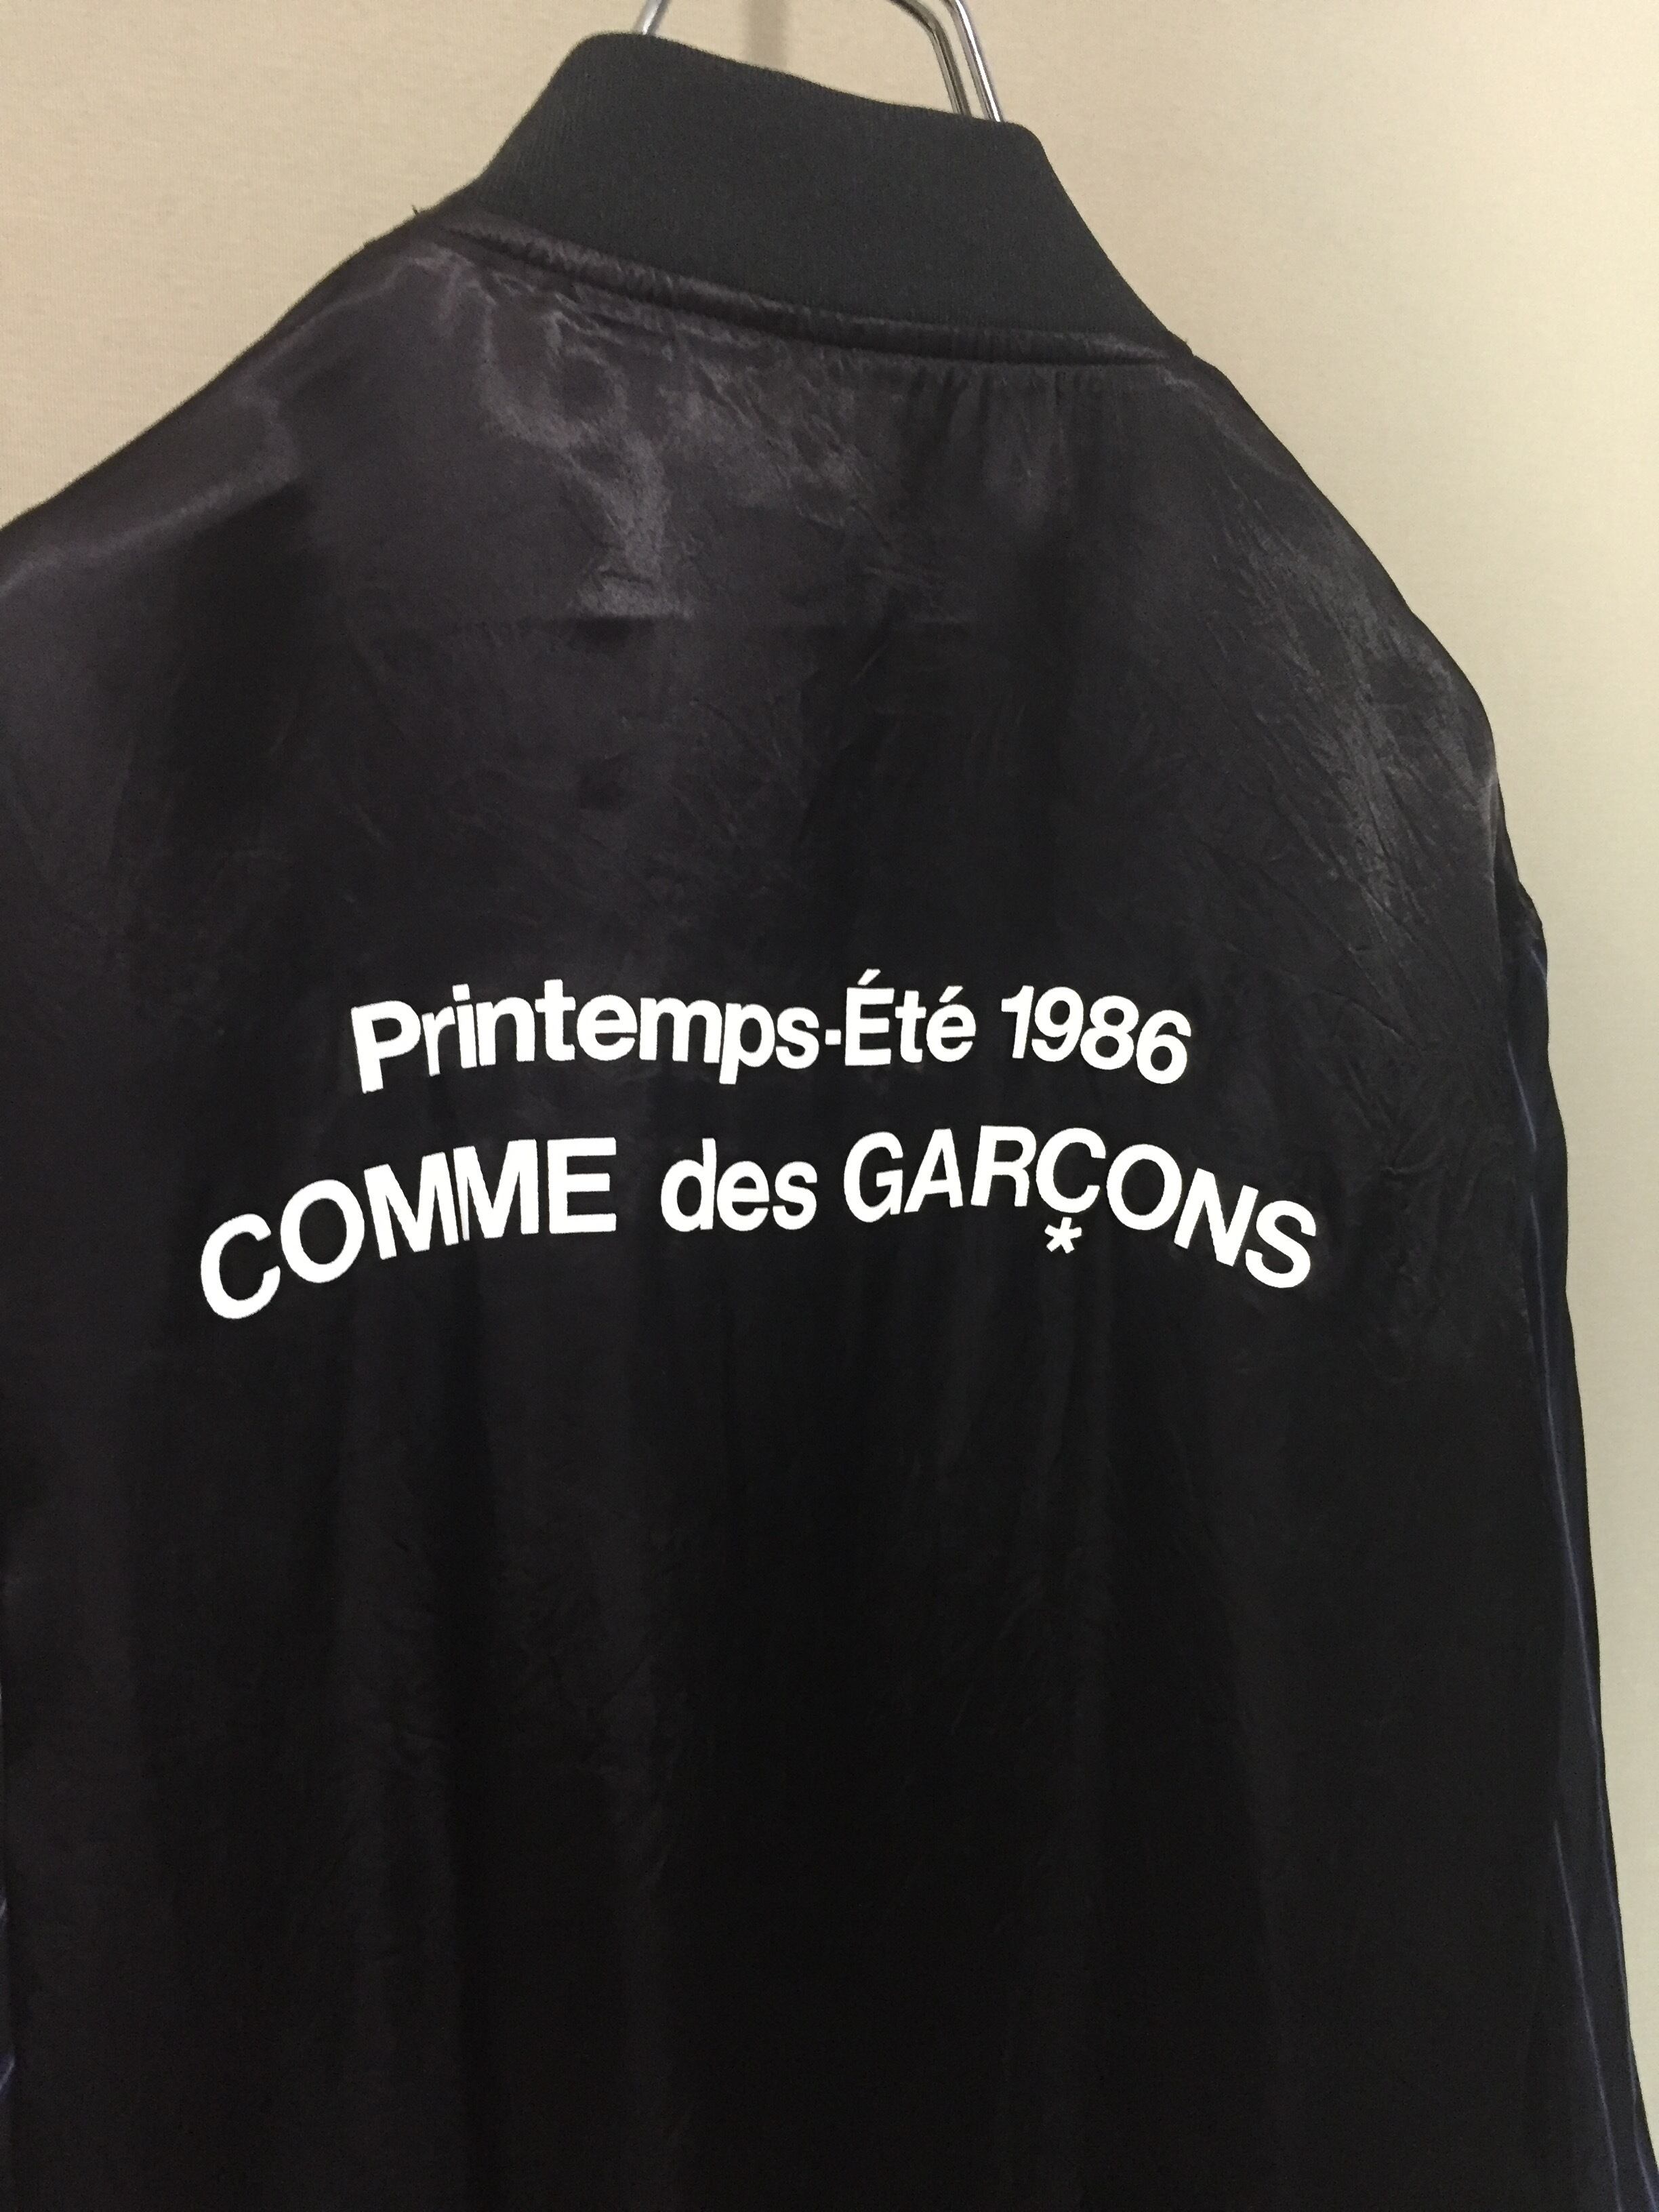 Printemps-Été 1986
COMME des GARÇONS
*